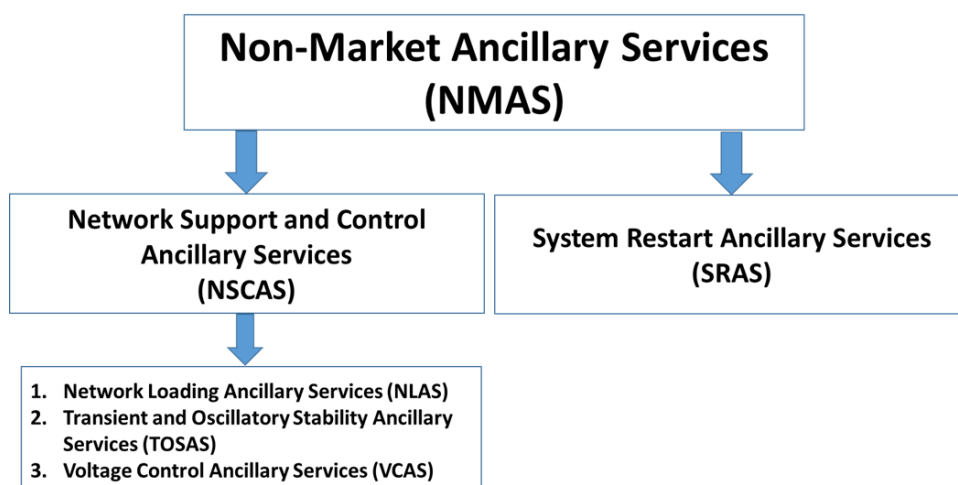 Non-Market Ancillary Services
(NMAS)
Network Support and Control
Ancillary Services
(NSCAS)
System Restart Ancillary Services
(SRAS)
1. Network Loading Ancillary Services (NLAS)
2. Transient and Oscillatory Stability Ancillary
Services (TOSAS)
3. Voltage Control Ancillary Services (VCAS)